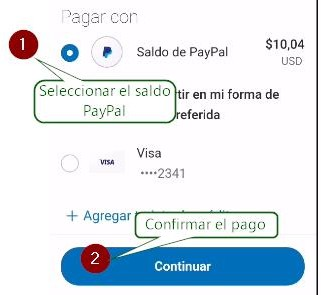 Pagar con
1
Saldo de PayPal
$10,04
USD
Seleccionar el saldo
PayPal
tir en mi forma de
referida
VISA
Visa
••••2341
+ Agregar
Confirmar el pago
2
Continuar